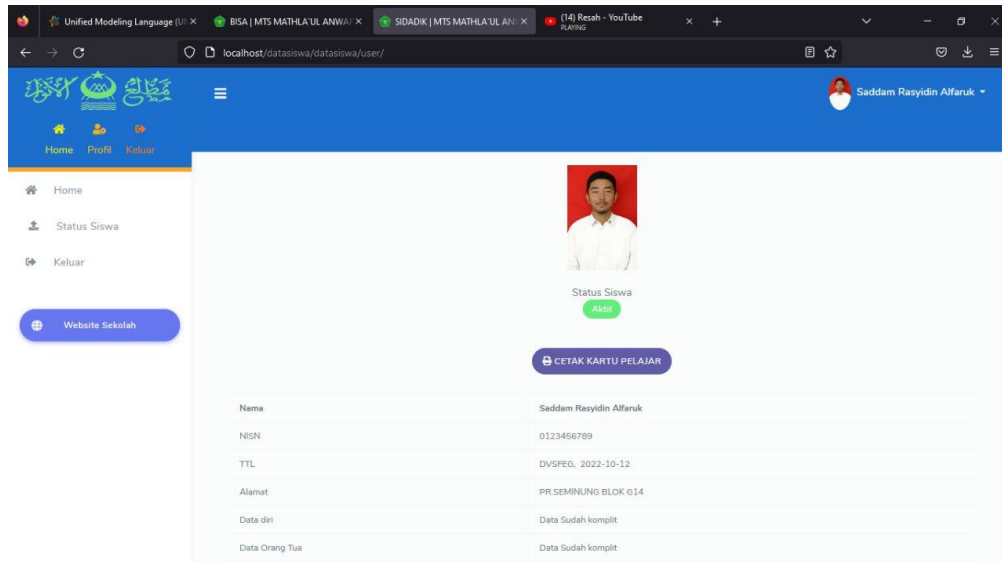 Unified Modeling Language (U
BISA | MTS MATHLA'UL ANWAR
SIDADIK | MTS MATHLA'UL ANW
(14) Resah - YouTube
PLAYING
localhost/datasiswa/datasiswa/user/
Saddam Rasyidin Alfaruk
Home Profil Keluar
Home
Status Siswa
Keluar
Website Sekolah
Status Siswa
Aktif
CETAK KARTU PELAJAR
Nama Saddam Rasyidin Alfaruk
NISN 0123456789
TTL DVSFEG, 2022-10-12
Alamat PR.SEMINUNG BLOK G14
Data diri Data Sudah komplit
Data Orang Tua Data Sudah komplit